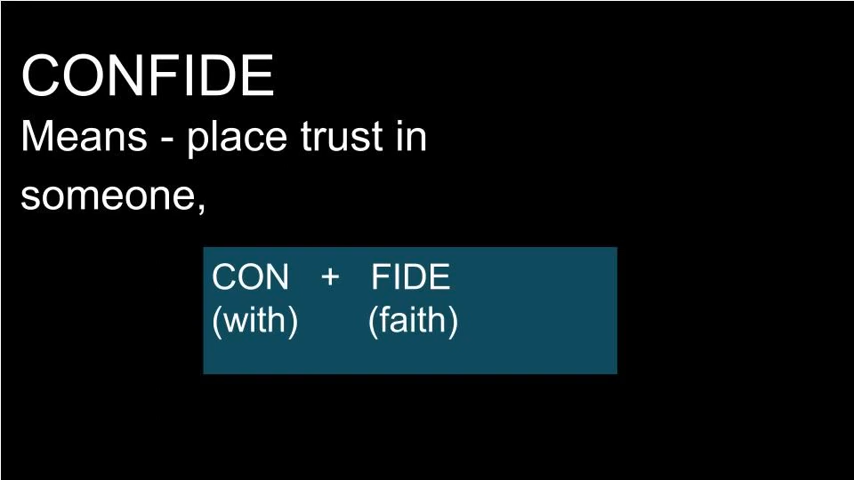 CONFIDE
Means - place trust in
someone,
CON + FIDE
(with) (faith)